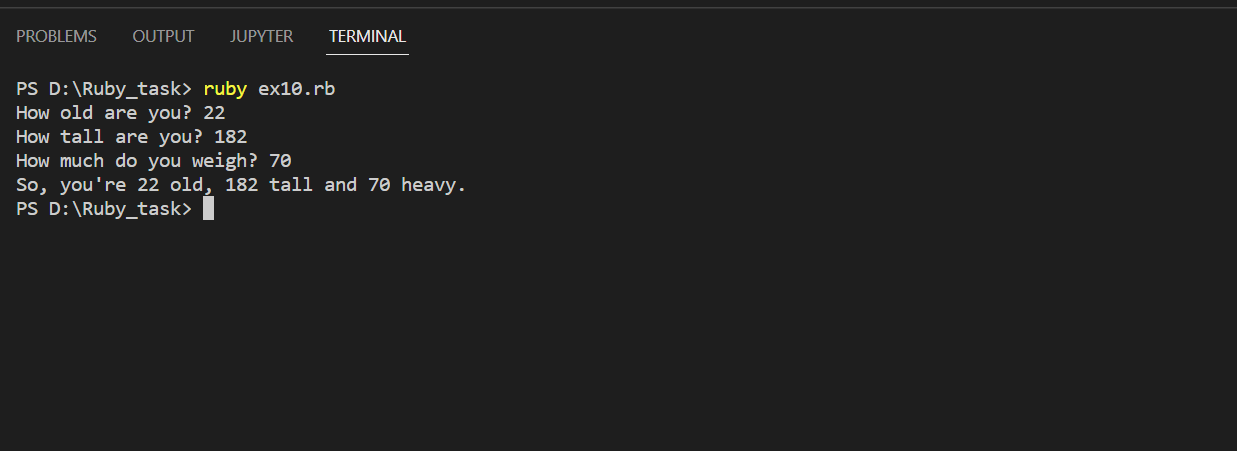 PROBLEMS OUTPUT JUPYTER TERMINAL
PS D:\Ruby_task> ruby ex10.rb
How old are you? 22
How tall are you? 182
How much do you weigh? 70
So, you're 22 old, 182 tall and 70 heavy.
PS D:\Ruby_task>